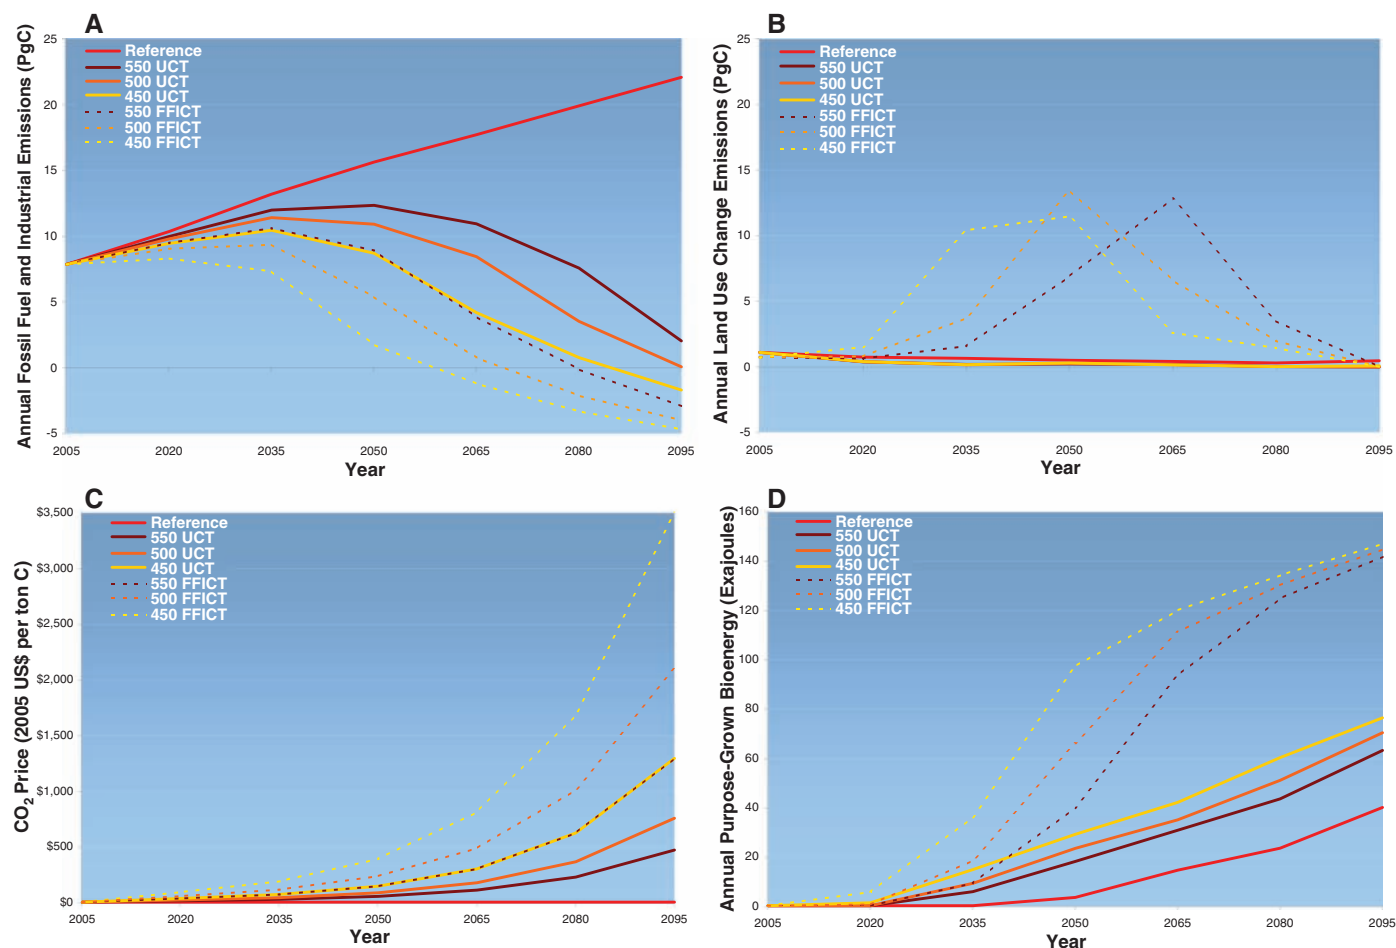 A
Annual Fossil Fuel and Industrial Emissions (PgC)
25
20
15
10
5
0
-5
Reference
550 UCT
500 UCT
450 UCT
550 FFICT
500 FFICT
450 FFICT
2005 2020 2035 2050 2065 2080 2095
Year
B
Annual Land Use Change Emissions (PgC)
25
20
15
10
5
0
-5
Reference
550 UCT
500 UCT
450 UCT
550 FFICT
500 FFICT
450 FFICT
2005 2020 2035 2050 2065 2080 2095
Year
C
CO2 Price (2005 US$ per ton C)
$3,500
$3,000
$2,500
$2,000
$1,500
$1,000
$500
$0
Reference
550 UCT
500 UCT
450 UCT
550 FFICT
500 FFICT
450 FFICT
2005 2020 2035 2050 2065 2080 2095
Year
D
Annual Purpose-Grown Bioenergy (Exajoules)
160
140
120
100
80
60
40
20
0
Reference
550 UCT
500 UCT
450 UCT
550 FFICT
500 FFICT
450 FFICT
2005 2020 2035 2050 2065 2080 2095
Year